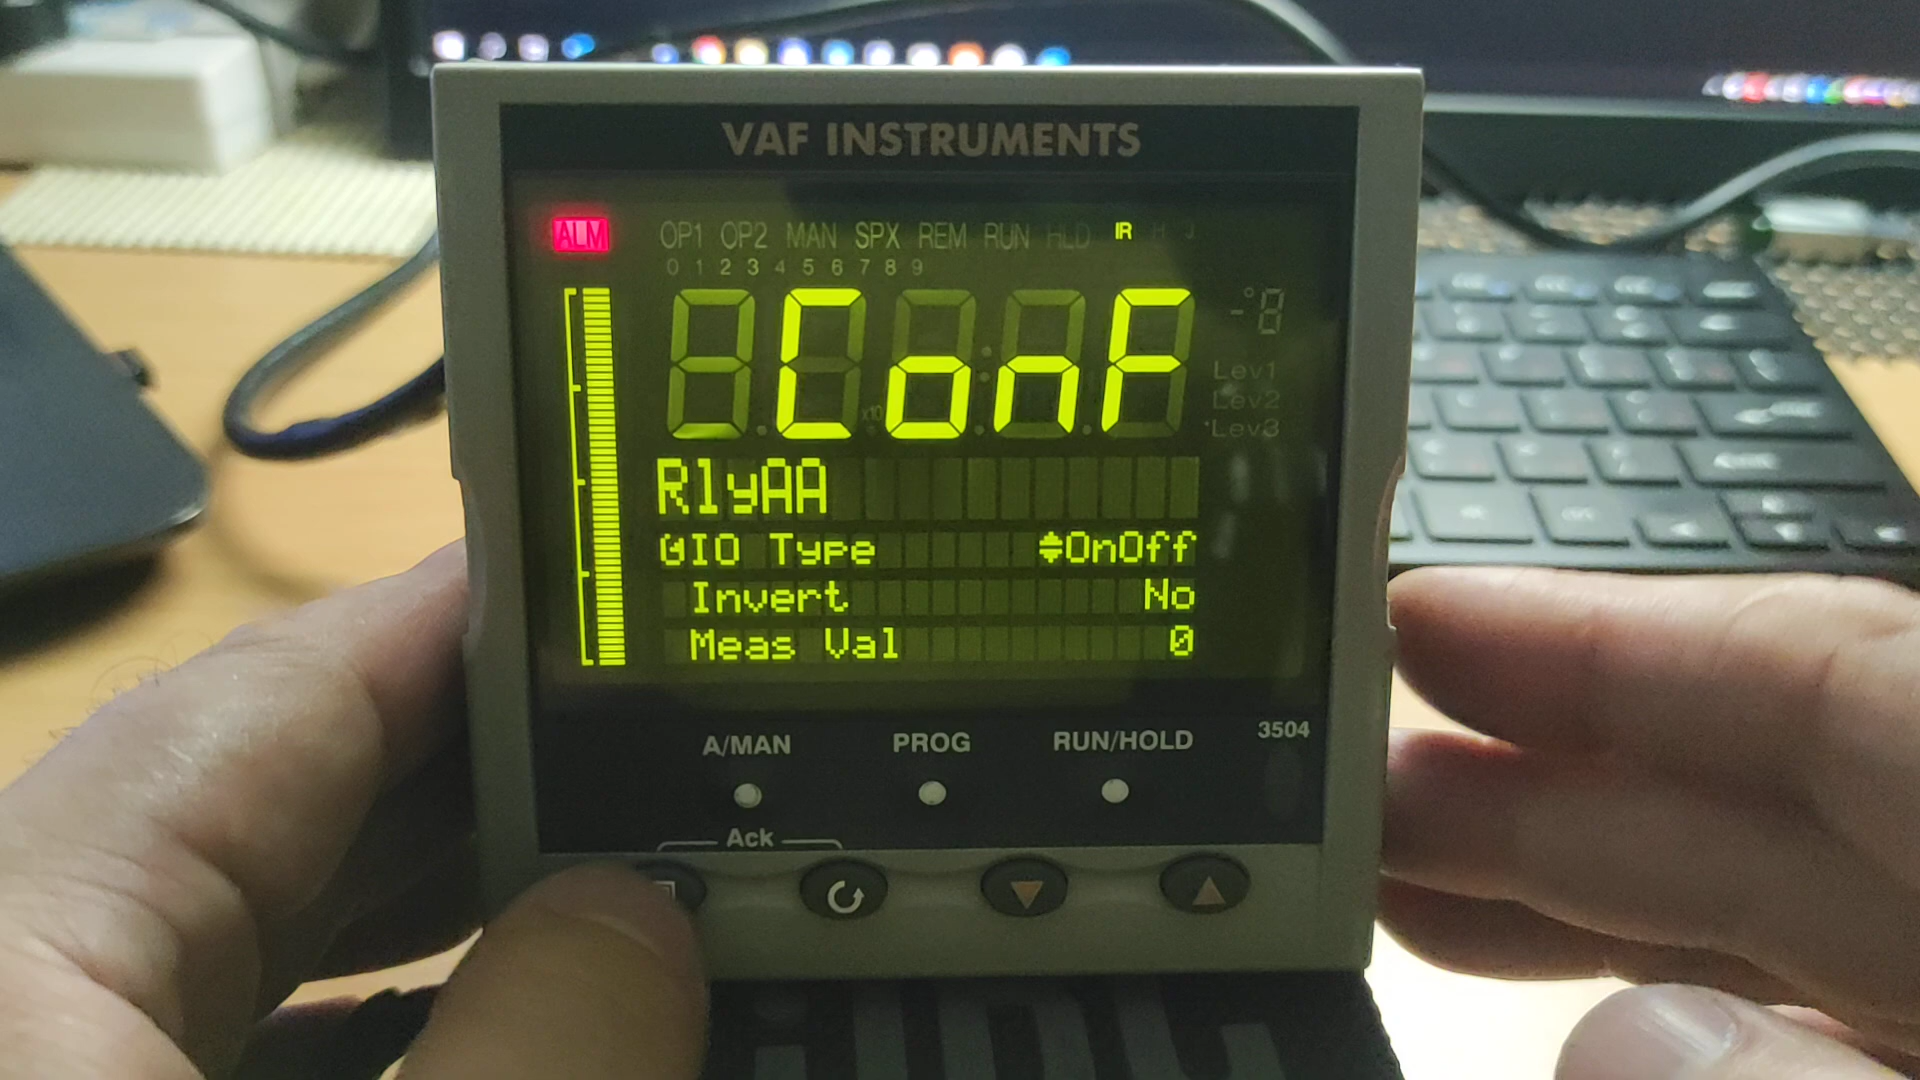 VAF INSTRUMENTS
ALM OP1 OP2 MAN SPX REM RUN HLD IR H J
0 1 2 3 4 5 6 7 8 9
ConF
x10
Lev1
Lev2
Lev3
RlyAA
IO Type OnOff
Invert No
Meas Val 0
A/MAN PROG RUN/HOLD 3504
Ack